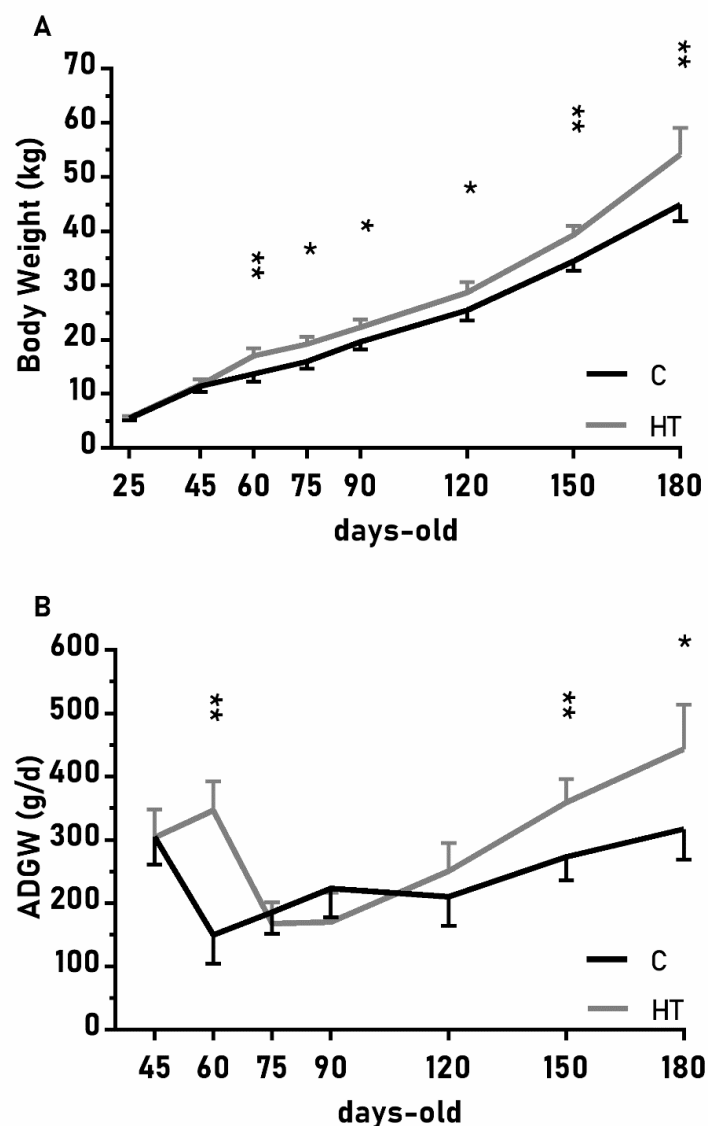 A
Body Weight (kg)
70
60
50
40
30
20
10
0
** * * * ** **
C
HT
25 45 60 75 90 120 150 180
days-old
B
ADGW (g/d)
600
500
400
300
200
100
0
** ** *
C
HT
45 60 75 90 120 150 180
days-old